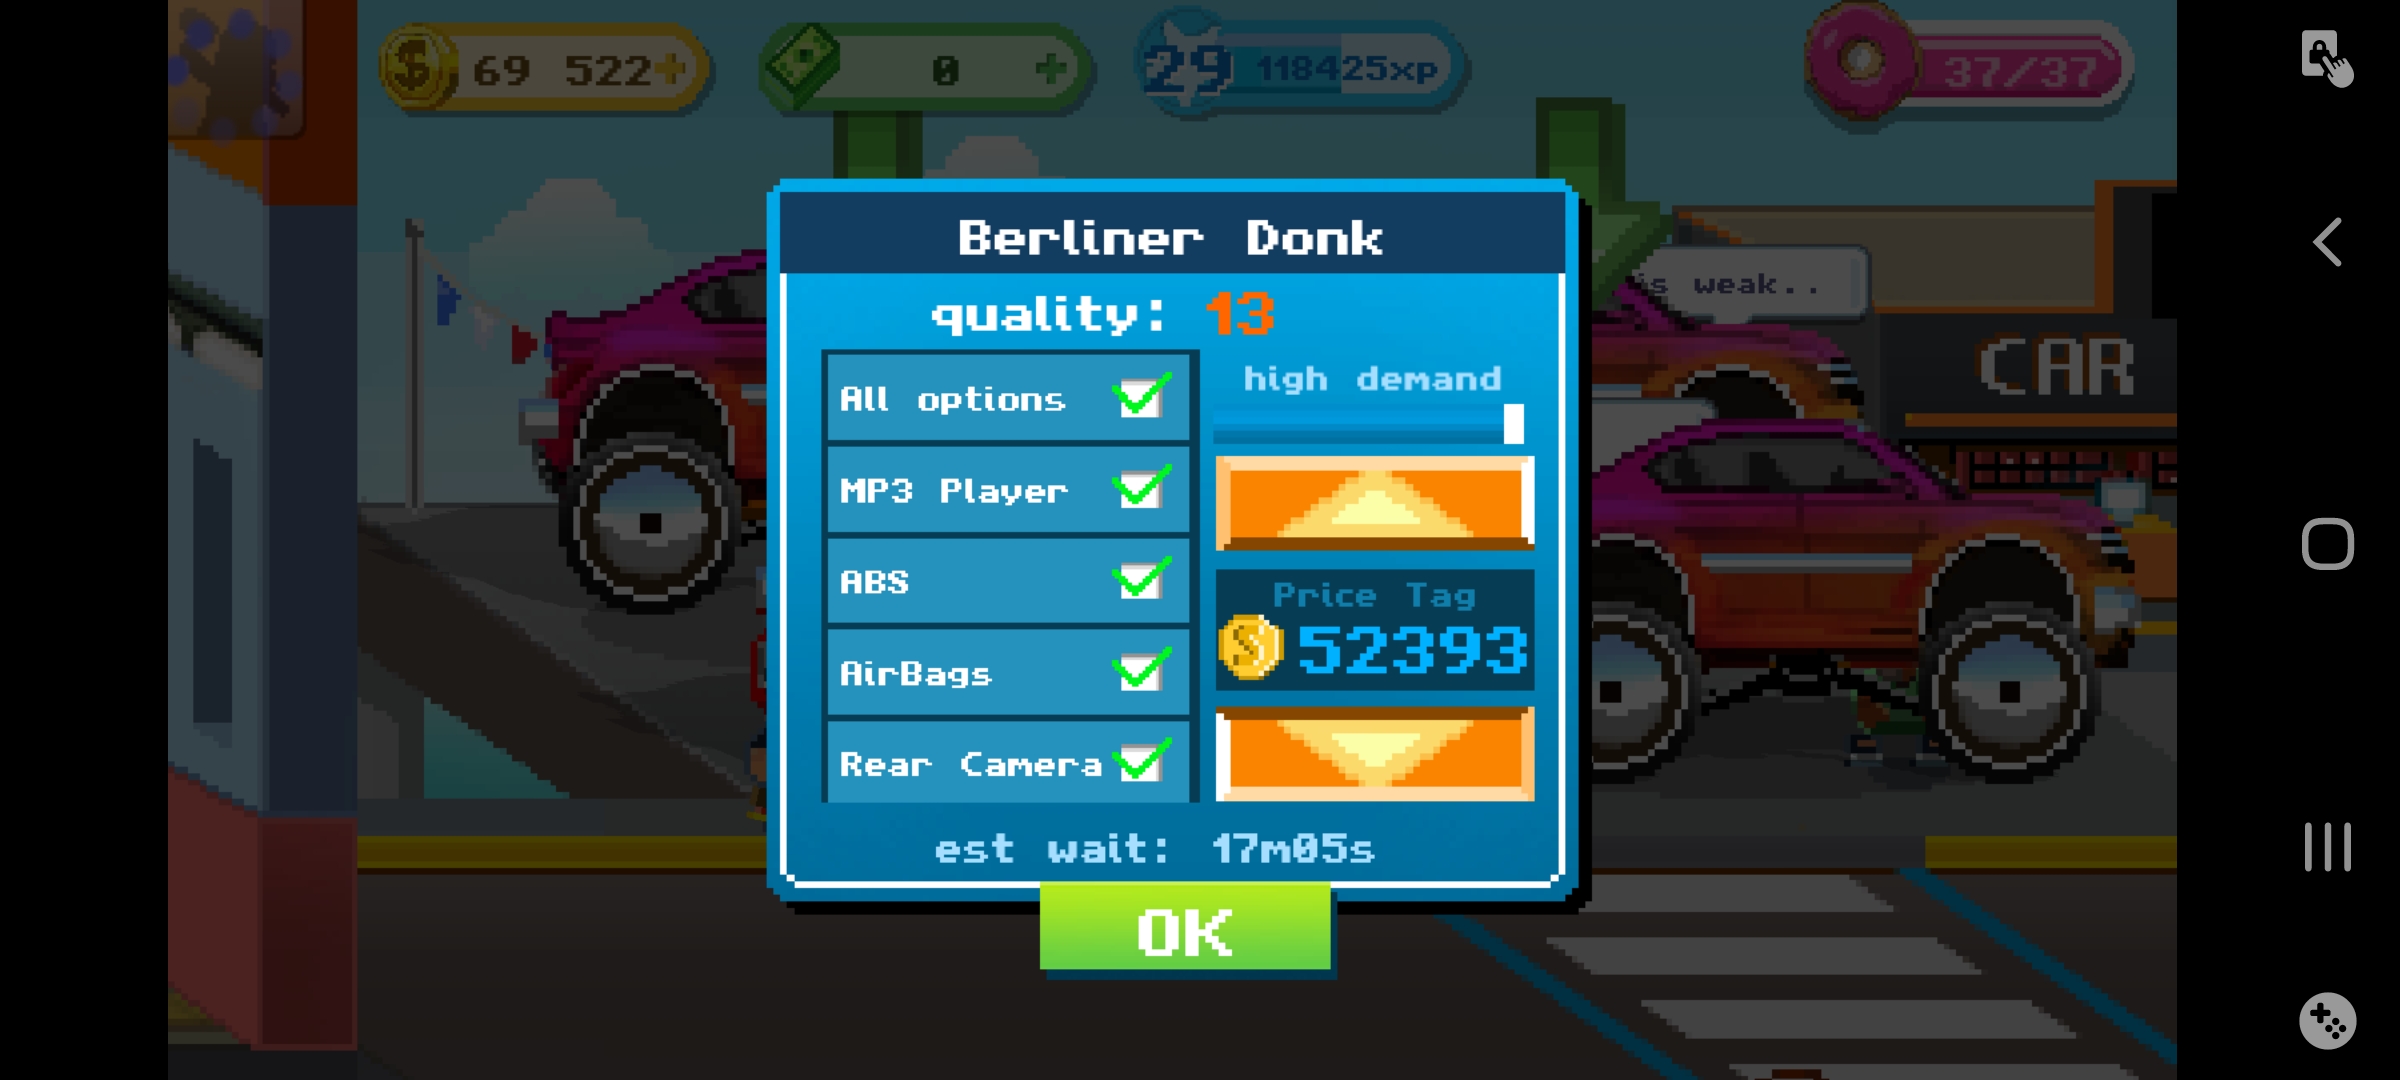 69 522+
0 +
29 118425xp
37/37
Berliner Donk
quality: 13
All options
MP3 Player
ABS
AirBags
Rear Camera
high demand
Price Tag
52393
est wait: 17m05s
OK
weak..
CAR